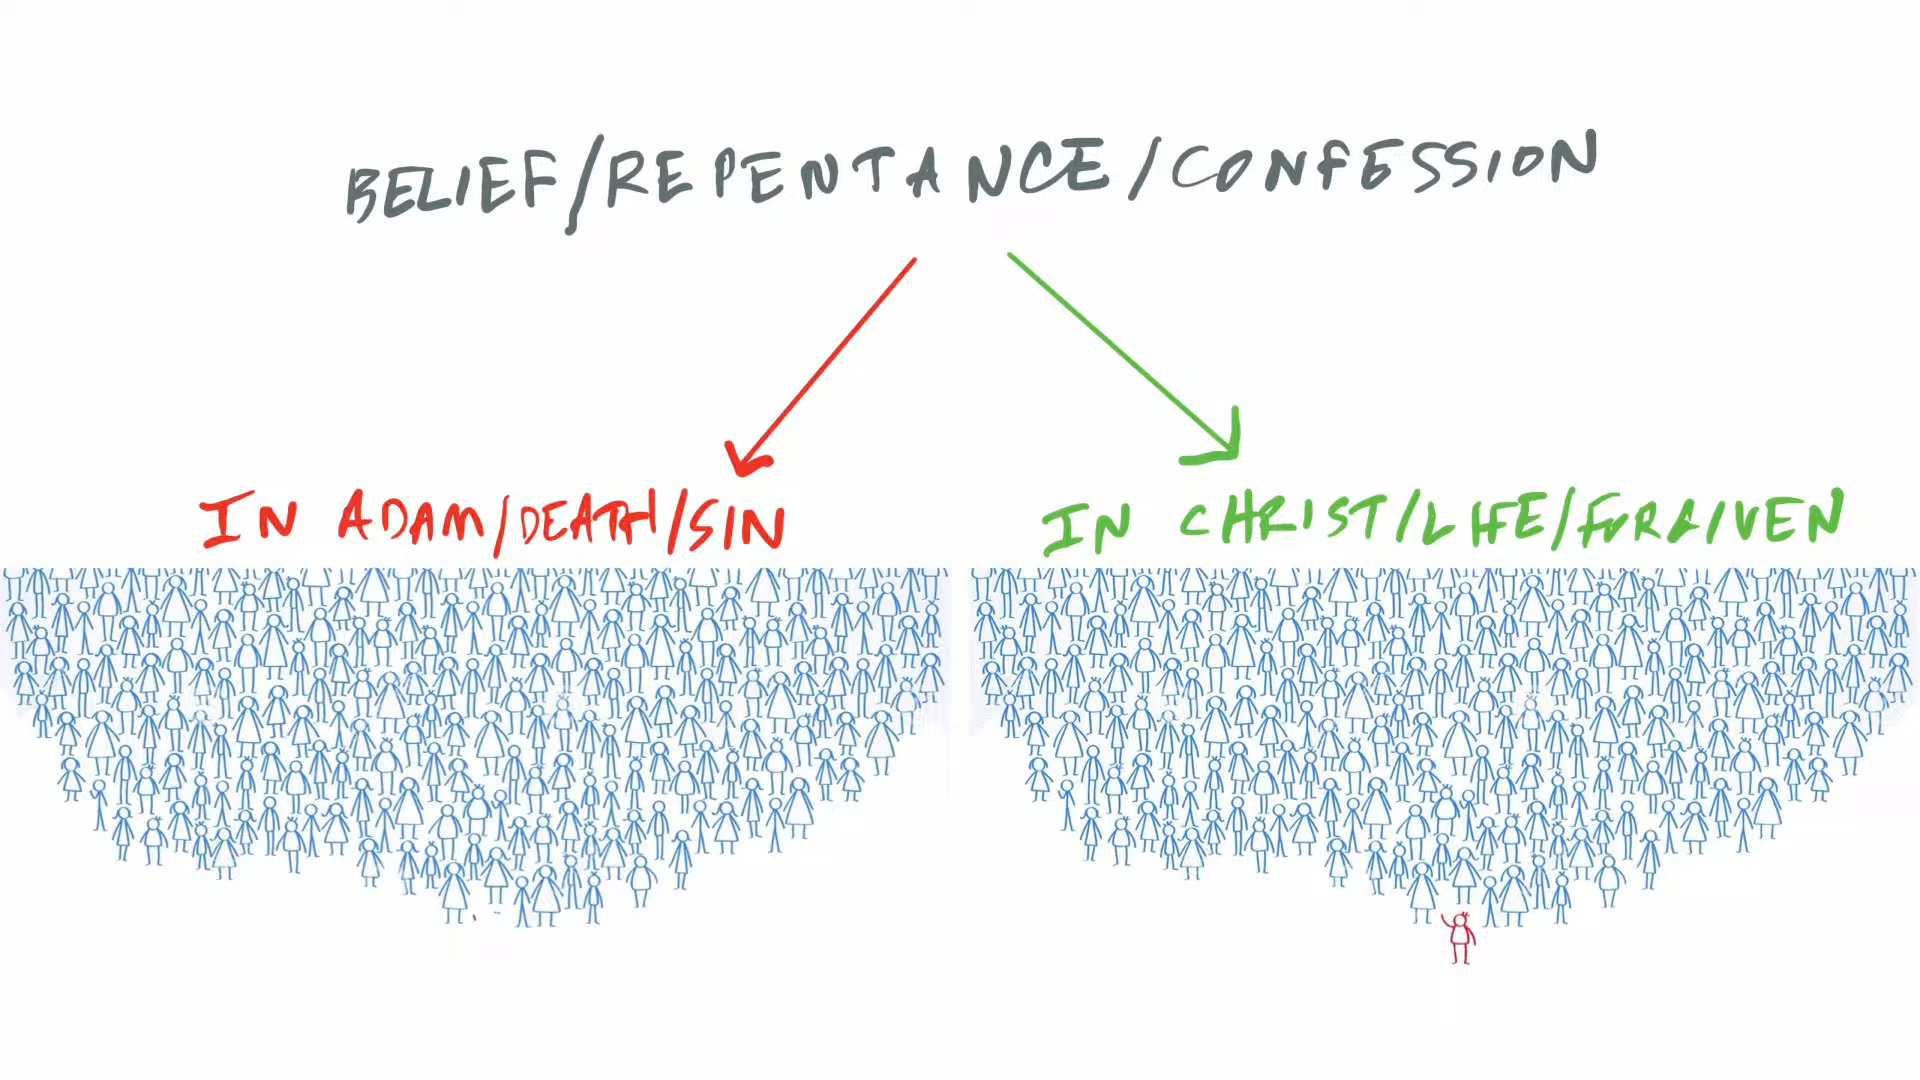 BELIEF/REPENTANCE/CONFESSION
IN ADAM/DEATH/SIN
IN CHRIST/LIFE/FORGIVEN